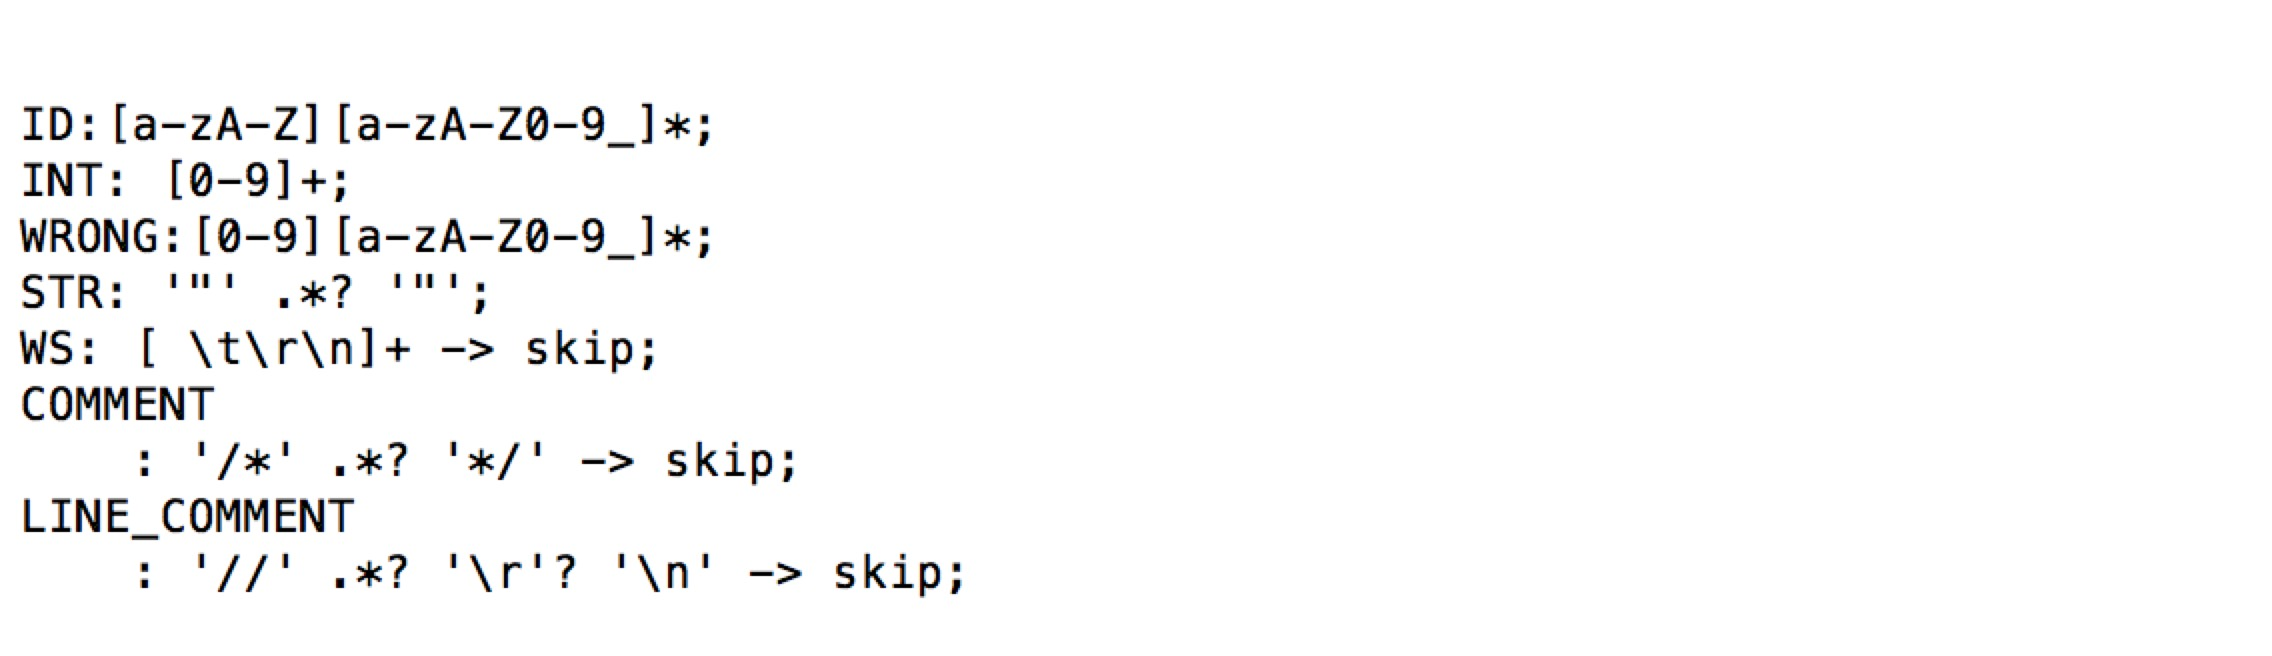 ID:[a-zA-Z][a-zA-Z0-9_]*;
INT: [0-9]+;
WRONG:[0-9][a-zA-Z0-9_]*;
STR: '"' .*? '"';
WS: [ \t\r\n]+ -> skip;
COMMENT
    : '/*' .*? '*/' -> skip;
LINE_COMMENT
    : '//' .*? '\r'? '\n' -> skip;